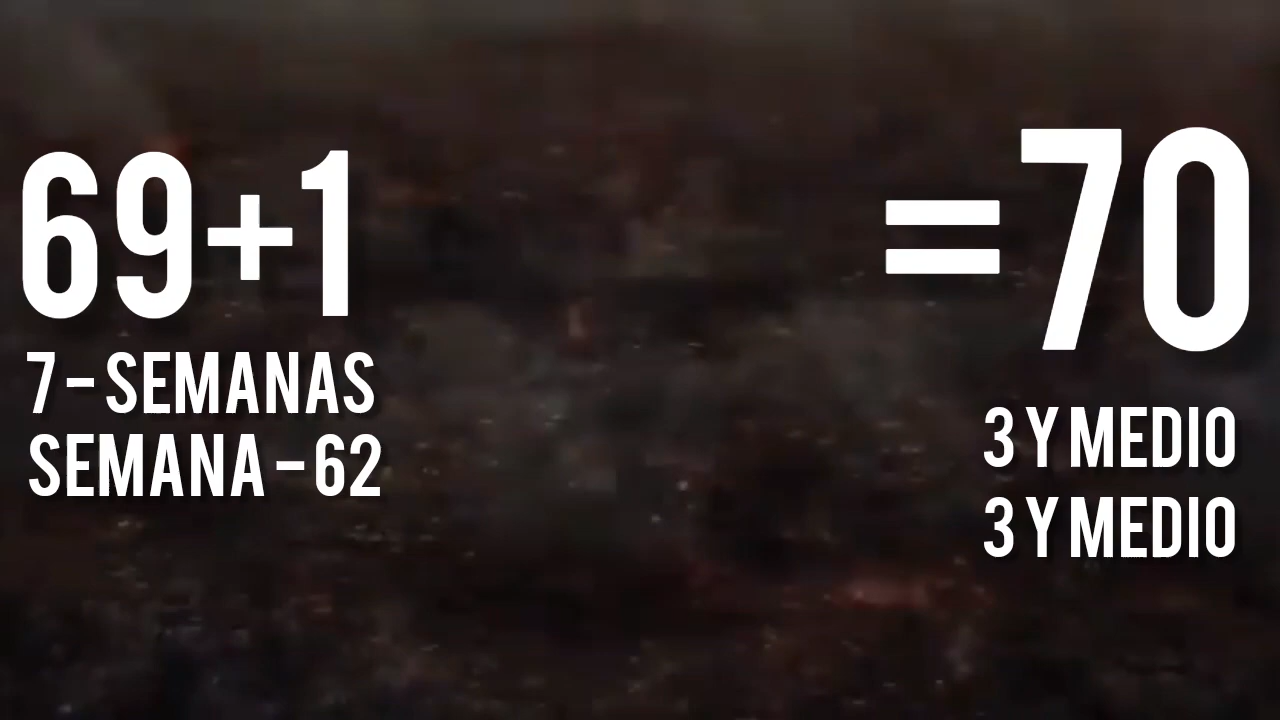 69+1
7 - SEMANAS
SEMANA - 62
=70
3 Y MEDIO
3 Y MEDIO